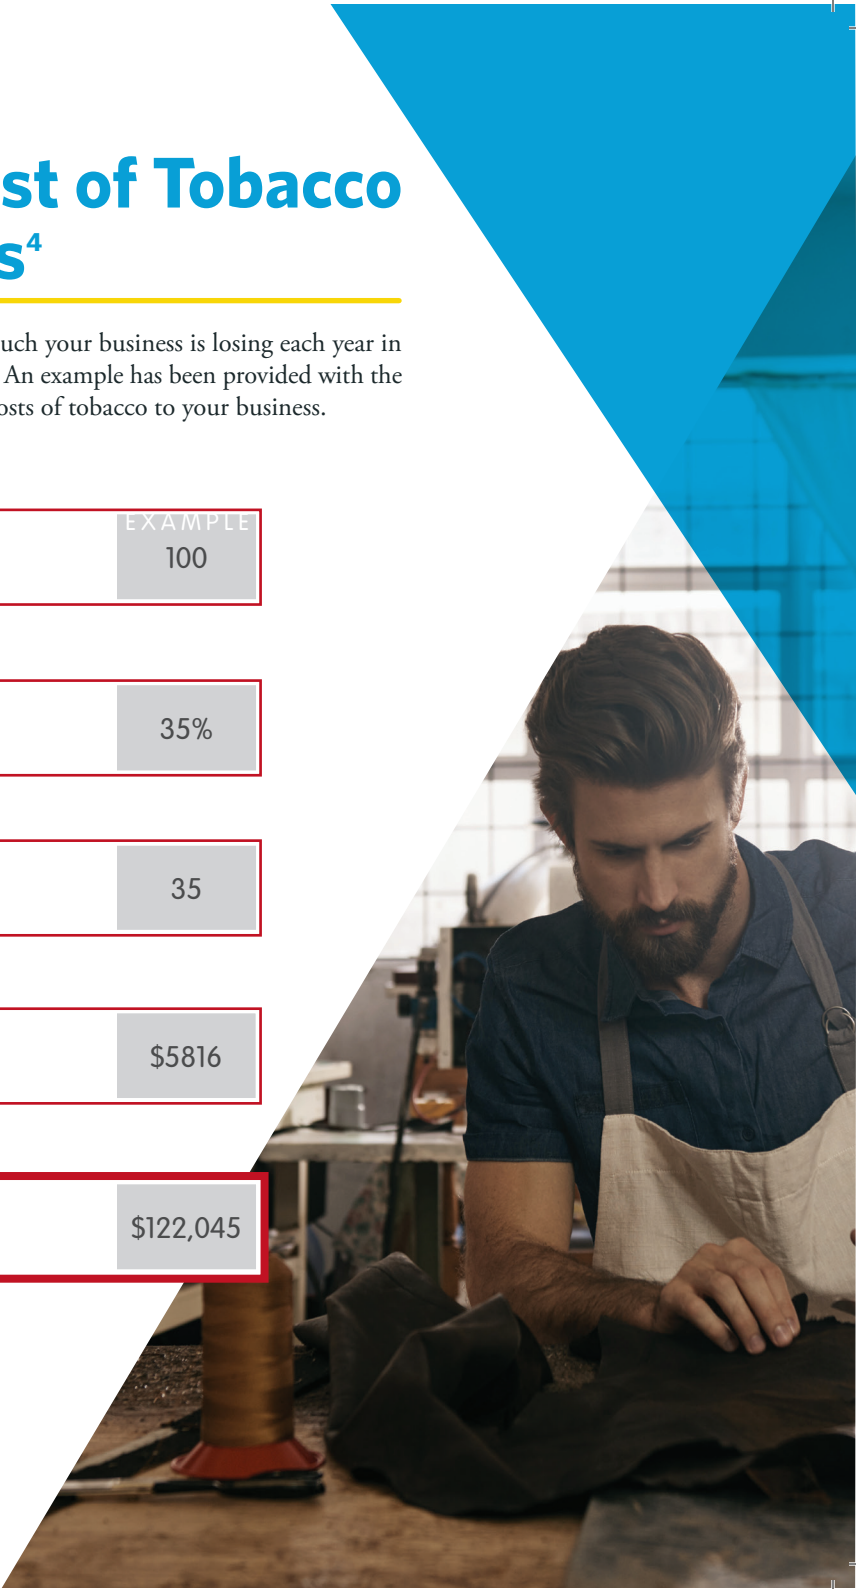 st of Tobacco
s⁴
uch your business is losing each year in
An example has been provided with the
osts of tobacco to your business.
EXAMPLE
100
35%
35
$5816
$122,045